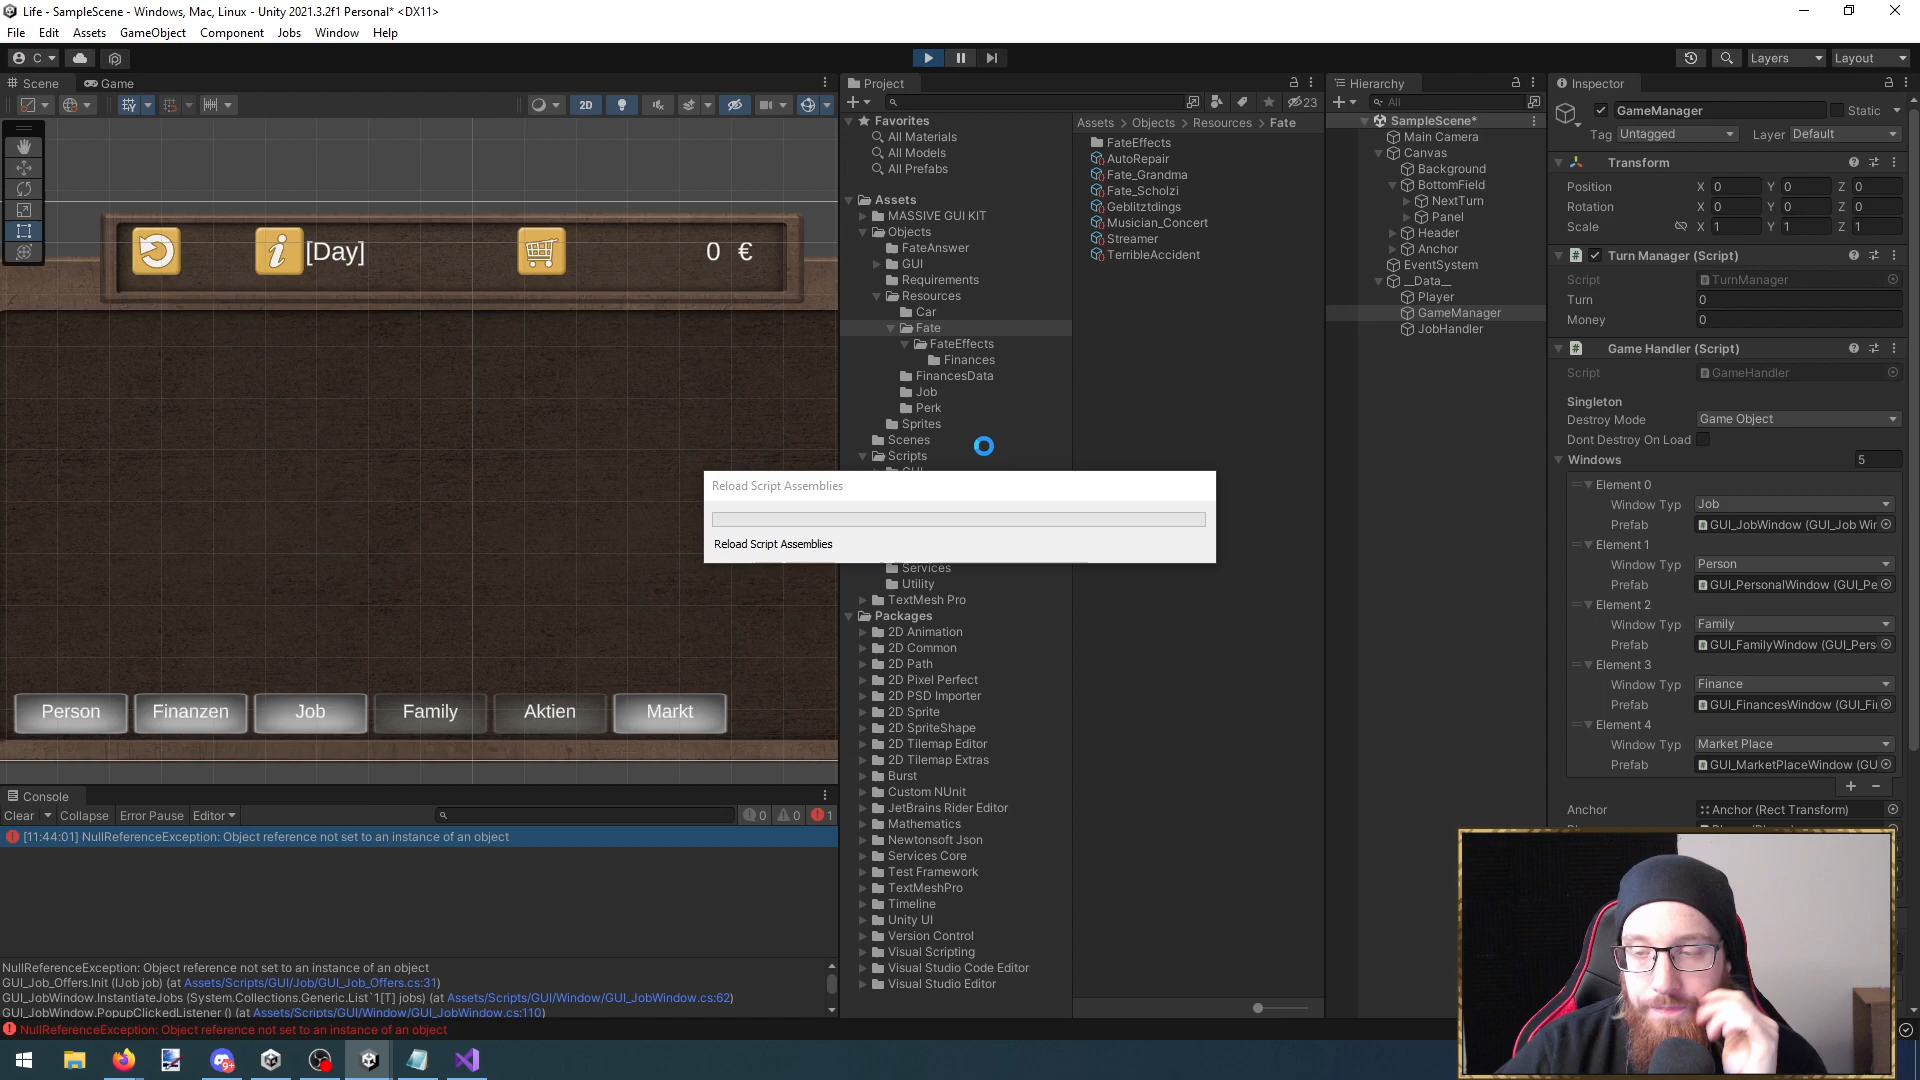 Life - SampleScene - Windows, Mac, Linux - Unity 2021.3.2f1 Personal* <DX11>
File Edit Assets GameObject Component Jobs Window Help
C Layers Layout
Scene Game
2D
[Day] 0 €
Person Finanzen Job Family Aktien Markt
Console
Clear Collapse Error Pause Editor 0 0 1
[11:44:01] NullReferenceException: Object reference not set to an instance of an object
NullReferenceException: Object reference not set to an instance of an object
GUI_Job_Offers.Init (IJob job) (at Assets/Scripts/GUI/Job/GUI_Job_Offers.cs:31)
GUI_JobWindow.InstantiateJobs (System.Collections.Generic.List`1[T] jobs) (at Assets/Scripts/GUI/Window/GUI_JobWindow.cs:62)
GUI_JobWindow.PopupClickedListener () (at Assets/Scripts/GUI/Window/GUI_JobWindow.cs:110)
NullReferenceException: Object reference not set to an instance of an object
Project
23
Favorites
All Materials
All Models
All Prefabs
Assets
MASSIVE GUI KIT
Objects
FateAnswer
GUI
Requirements
Resources
Car
Fate
FateEffects
Finances
FinancesData
Job
Perk
Sprites
Scenes
Scripts
Services
Utility
TextMesh Pro
Packages
2D Animation
2D Common
2D Path
2D Pixel Perfect
2D PSD Importer
2D Sprite
2D SpriteShape
2D Tilemap Editor
2D Tilemap Extras
Burst
Custom NUnit
JetBrains Rider Editor
Mathematics
Newtonsoft Json
Services Core
Test Framework
TextMeshPro
Timeline
Unity UI
Version Control
Visual Scripting
Visual Studio Code Editor
Visual Studio Editor
Assets > Objects > Resources > Fate
FateEffects
AutoRepair
Fate_Grandma
Fate_Scholzi
Geblitztdings
Musician_Concert
Streamer
TerribleAccident
Reload Script Assemblies
Reload Script Assemblies
Hierarchy
All
SampleScene*
Main Camera
Canvas
Background
BottomField
NextTurn
Panel
Header
Anchor
EventSystem
__Data__
Player
GameManager
JobHandler
Inspector
GameManager Static
Tag Untagged Layer Default
Transform
Position X 0 Y 0 Z 0
Rotation X 0 Y 0 Z 0
Scale X 1 Y 1 Z 1
Turn Manager (Script)
Script TurnManager
Turn 0
Money 0
Game Handler (Script)
Script GameHandler
Singleton
Destroy Mode Game Object
Dont Destroy On Load
Windows 5
Element 0
Window Typ Job
Prefab GUI_JobWindow (GUI_Job Wir
Element 1
Window Typ Person
Prefab GUI_PersonalWindow (GUI_Pe
Element 2
Window Typ Family
Prefab GUI_FamilyWindow (GUI_Pers
Element 3
Window Typ Finance
Prefab GUI_FinancesWindow (GUI_Fi
Element 4
Window Typ Market Place
Prefab GUI_MarketPlaceWindow (GU
Anchor Anchor (Rect Transform)
9+